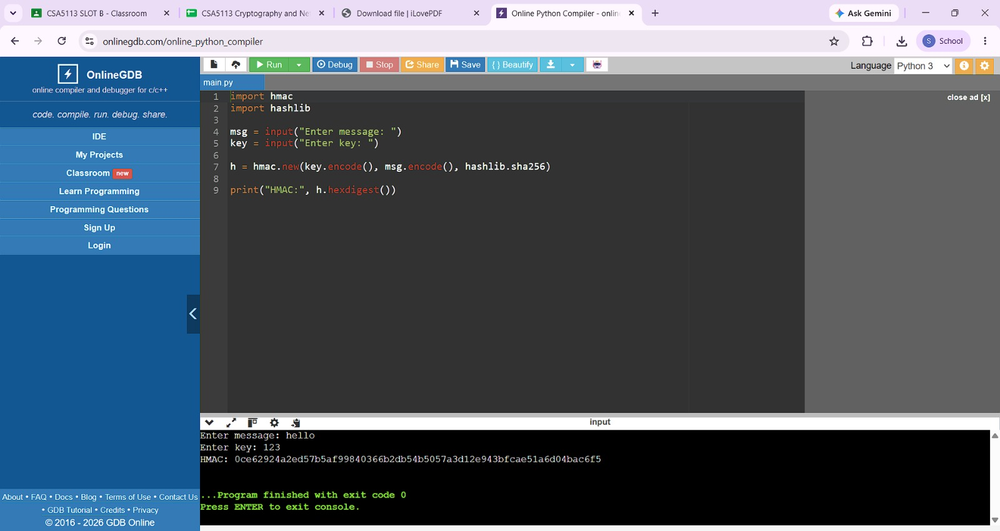 CSA5113 SLOT B - Classroom
CSA5113 Cryptography and Ne
Download file | iLovePDF
Online Python Compiler - onlin
Ask Gemini
onlinegdb.com/online_python_compiler
S School
OnlineGDB
online compiler and debugger for c/c++
code. compile. run. debug. share.
IDE
My Projects
Classroom new
Learn Programming
Programming Questions
Sign Up
Login
About • FAQ • Docs • Blog • Terms of Use • Contact Us
• GDB Tutorial • Credits • Privacy
© 2016 - 2026 GDB Online
Run Debug Stop Share Save { } Beautify
Language Python 3
main.py
close ad [x]
1 import hmac
2 import hashlib
3
4 msg = input("Enter message: ")
5 key = input("Enter key: ")
6
7 h = hmac.new(key.encode(), msg.encode(), hashlib.sha256)
8
9 print("HMAC:", h.hexdigest())
input
Enter message: hello
Enter key: 123
HMAC: 0ce62924a2ed57b5af99840366b2db54b5057a3d12e943bfcae51a6d04bac6f5
...Program finished with exit code 0
Press ENTER to exit console.